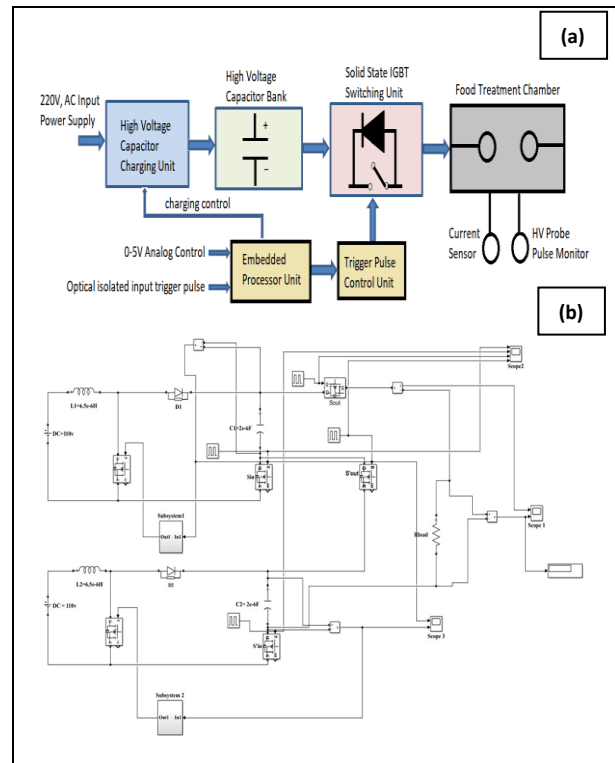 (a)
High Voltage
Capacitor Bank
Solid State IGBT
Switching Unit
Food Treatment Chamber
220V, AC Input
Power Supply
High Voltage
Capacitor
Charging Unit
+
−
charging control
Current
Sensor
HV Probe
Pulse Monitor
0-5V Analog Control
Embedded
Processor Unit
Trigger Pulse
Control Unit
Optical isolated input trigger pulse
(b)
Scope2
L1=6.5e-6H
D1
Sout
DC=110v
C1=2e-6F
Sin
S'out
Subsystem1
Out1 In1
Scope 1
Rload
L2=6.5e-6H
D1
DC = 110v
C2= 2e-6F
Scope 3
S'in
Subsystem 2
Out1 In1